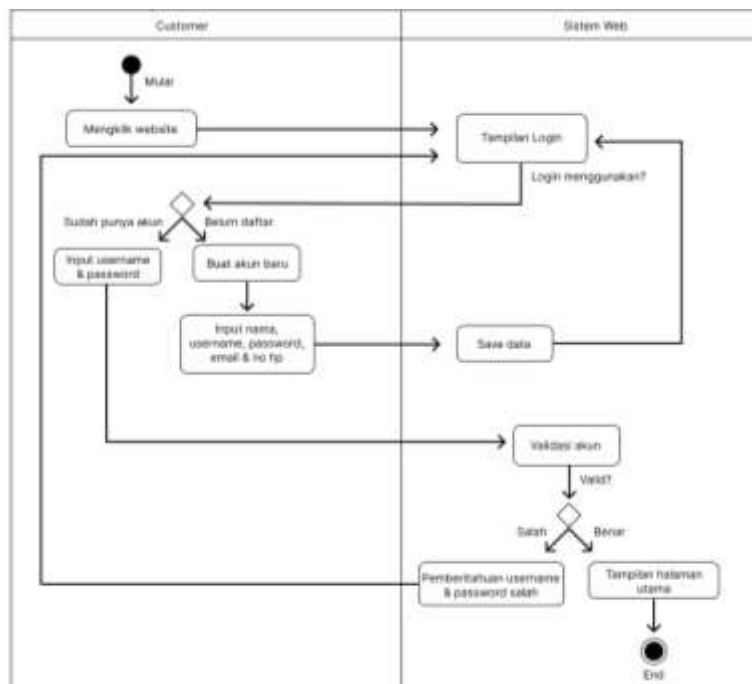 Customer
Sistem Web
Mulai
Mengklik website
Tampilan Login
Login menggunakan?
Sudah punya akun
Belum daftar
Input username
& password
Buat akun baru
Input nama,
username, password,
email & no hp
Save data
Validasi akun
Valid?
Salah
Benar
Pemberitahuan username
& password salah
Tampilan halaman
utama
End